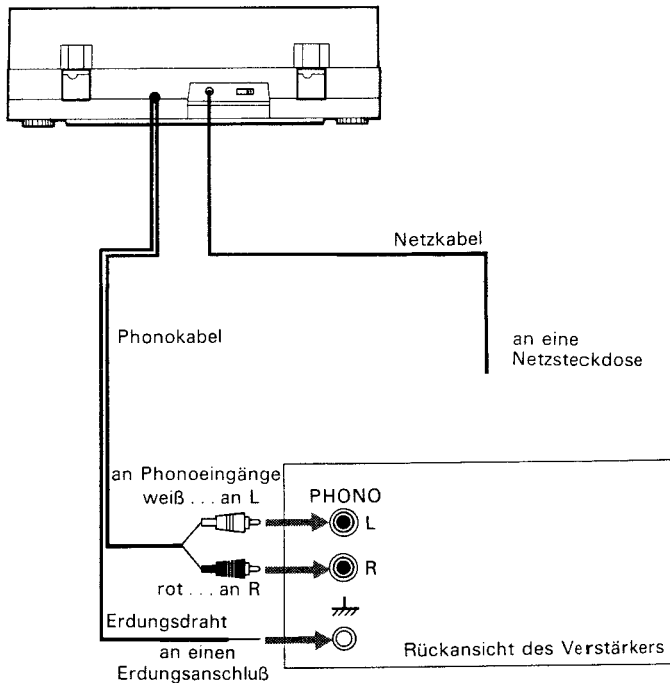 Netzkabel
Phonokabel
an eine
Netzsteckdose
an Phonoeingänge
weiß . . . an L
PHONO
L
R
rot . . . an R
Erdungsdraht
an einen
Erdungsanschluß
Rückansicht des Verstärkers